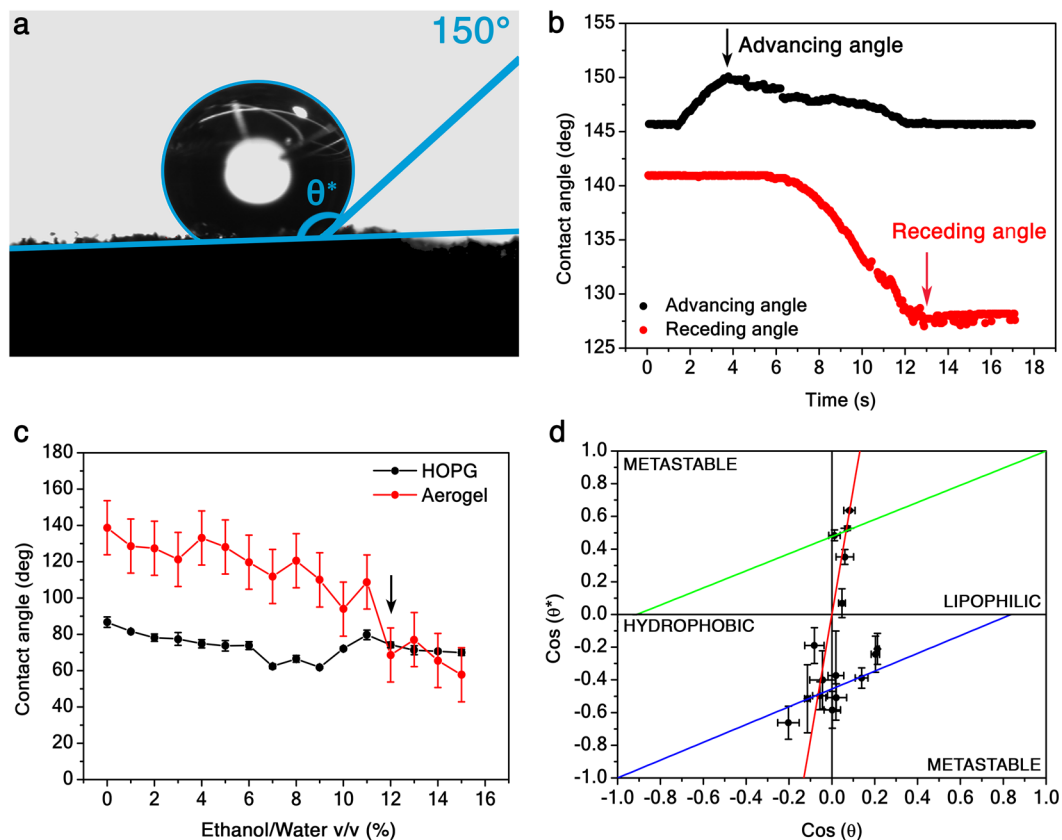 a
150°
θ*
b
Contact angle (deg)
155
150
145
140
135
130
125
Advancing angle
Receding angle
Advancing angle
Receding angle
0 2 4 6 8 10 12 14 16 18
Time (s)
c
Contact angle (deg)
180
160
140
120
100
80
60
40
20
0
HOPG
Aerogel
0 2 4 6 8 10 12 14 16
Ethanol/Water v/v (%)
d
Cos (θ*)
1.0
0.8
0.6
0.4
0.2
0.0
-0.2
-0.4
-0.6
-0.8
-1.0
METASTABLE
LIPOPHILIC
HYDROPHOBIC
METASTABLE
-1.0 -0.8 -0.6 -0.4 -0.2 0.0 0.2 0.4 0.6 0.8 1.0
Cos (θ)